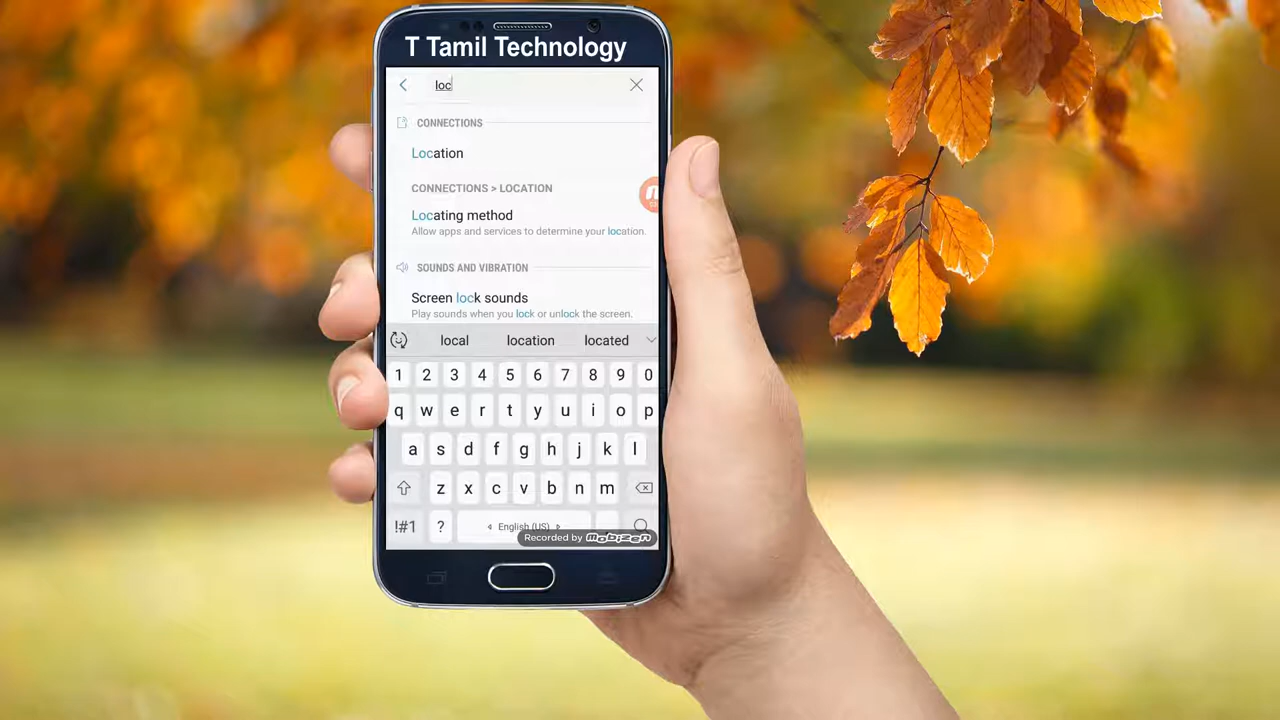 T Tamil Technology
loc
CONNECTIONS
Location
CONNECTIONS > LOCATION
Locating method
Allow apps and services to determine your location.
SOUNDS AND VIBRATION
Screen lock sounds
Play sounds when you lock or unlock the screen.
local location located
1 2 3 4 5 6 7 8 9 0
q w e r t y u i o p
a s d f g h j k l
z x c v b n m
!#1 ? English (US)
Recorded by mobizen